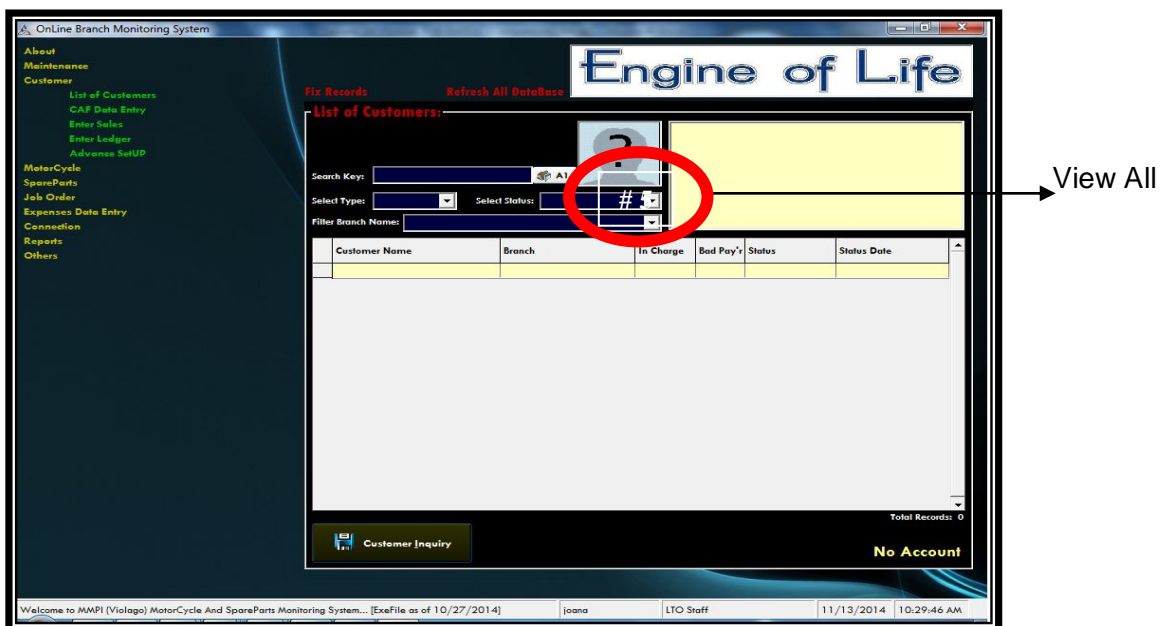 OnLine Branch Monitoring System
About
Maintenance
Customer
List of Customers
CAF Data Entry
Enter Sales
Enter Ledger
Advance SetUP
MotorCycle
SpareParts
Job Order
Expenses Data Entry
Connection
Reports
Others
Engine of Life
Fix Records Refresh All DataBase
List of Customers:
?
Search Key: A1
Select Type: Select Status: # 5
Filter Branch Name:
View All
Customer Name Branch In Charge Bad Pay'r Status Status Date
Total Records: 0
Customer Inquiry
No Account
Welcome to MMPI (Violago) MotorCycle And SpareParts Monitoring System... [ExeFile as of 10/27/2014] joana LTO Staff 11/13/2014 10:29:46 AM